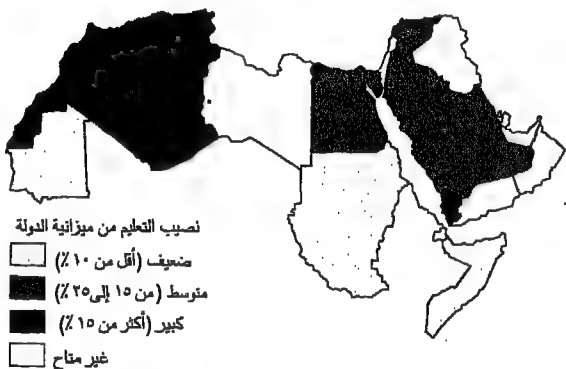 نصيب التعليم من ميزانية الدولة
ضعيف (أقل من ١٠ ٪)
متوسط (من ١٥ إلى ٢٥ ٪)
كبير (أكثر من ١٥ ٪)
غير متاح